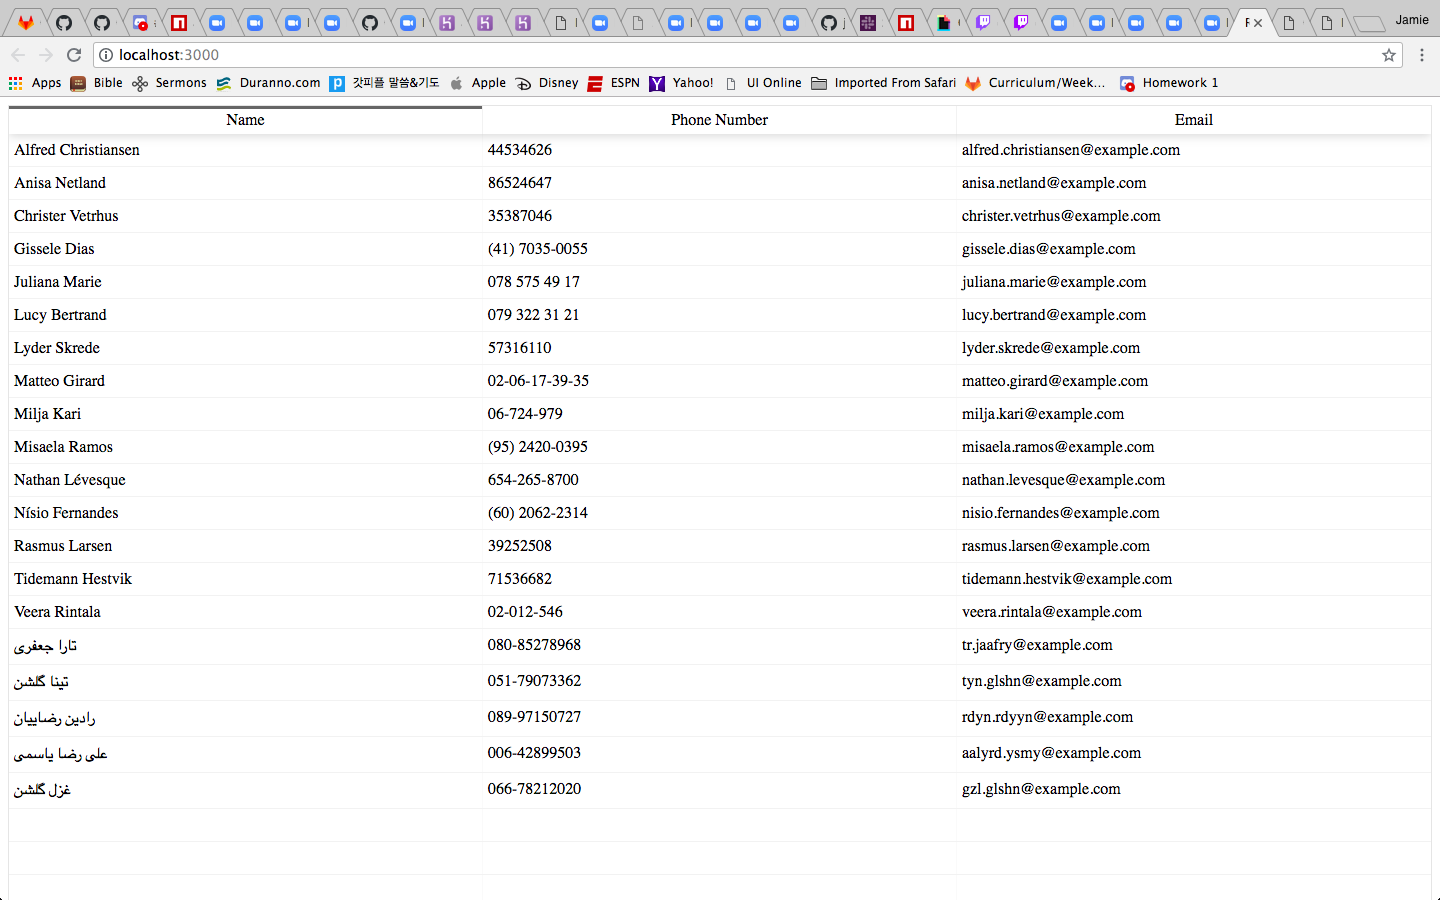 Jamie
localhost:3000
Apps Bible Sermons Duranno.com 갓피플 말씀&기도 Apple Disney ESPN Yahoo! UI Online Imported From Safari Curriculum/Week... Homework 1
Name Phone Number Email
Alfred Christiansen 44534626 alfred.christiansen@example.com
Anisa Netland 86524647 anisa.netland@example.com
Christer Vetrhus 35387046 christer.vetrhus@example.com
Gissele Dias (41) 7035-0055 gissele.dias@example.com
Juliana Marie 078 575 49 17 juliana.marie@example.com
Lucy Bertrand 079 322 31 21 lucy.bertrand@example.com
Lyder Skrede 57316110 lyder.skrede@example.com
Matteo Girard 02-06-17-39-35 matteo.girard@example.com
Milja Kari 06-724-979 milja.kari@example.com
Misaela Ramos (95) 2420-0395 misaela.ramos@example.com
Nathan Lévesque 654-265-8700 nathan.levesque@example.com
Nísio Fernandes (60) 2062-2314 nisio.fernandes@example.com
Rasmus Larsen 39252508 rasmus.larsen@example.com
Tidemann Hestvik 71536682 tidemann.hestvik@example.com
Veera Rintala 02-012-546 veera.rintala@example.com
تارا جعفری 080-85278968 tr.jaafry@example.com
تینا گلشن 051-79073362 tyn.glshn@example.com
رادین رضاییان 089-97150727 rdyn.rdyyn@example.com
علی رضا یاسمی 006-42899503 aalyrd.ysmy@example.com
غزل گلشن 066-78212020 gzl.glshn@example.com